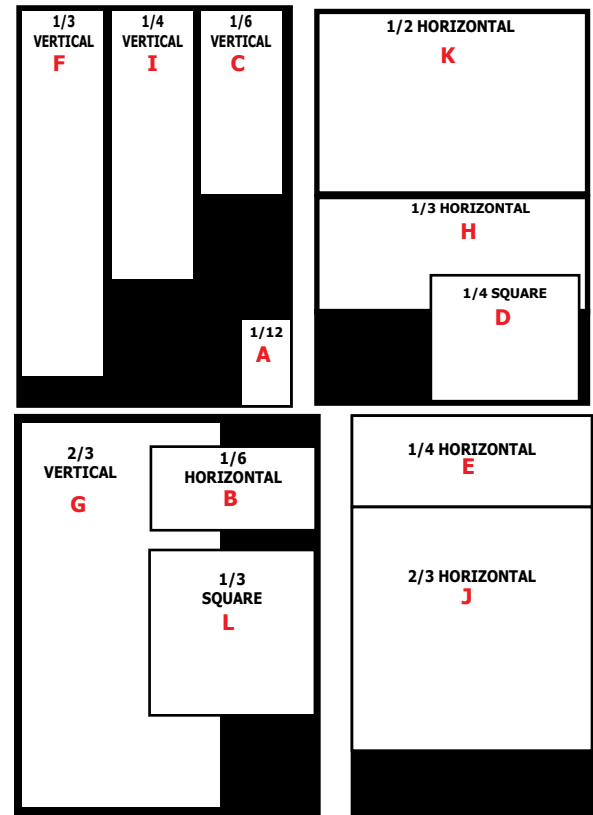 1/3
VERTICAL
F
1/4
VERTICAL
I
1/6
VERTICAL
C
1/12
A
1/2 HORIZONTAL
K
1/3 HORIZONTAL
H
1/4 SQUARE
D
2/3
VERTICAL
G
1/6
HORIZONTAL
B
1/3
SQUARE
L
1/4 HORIZONTAL
E
2/3 HORIZONTAL
J